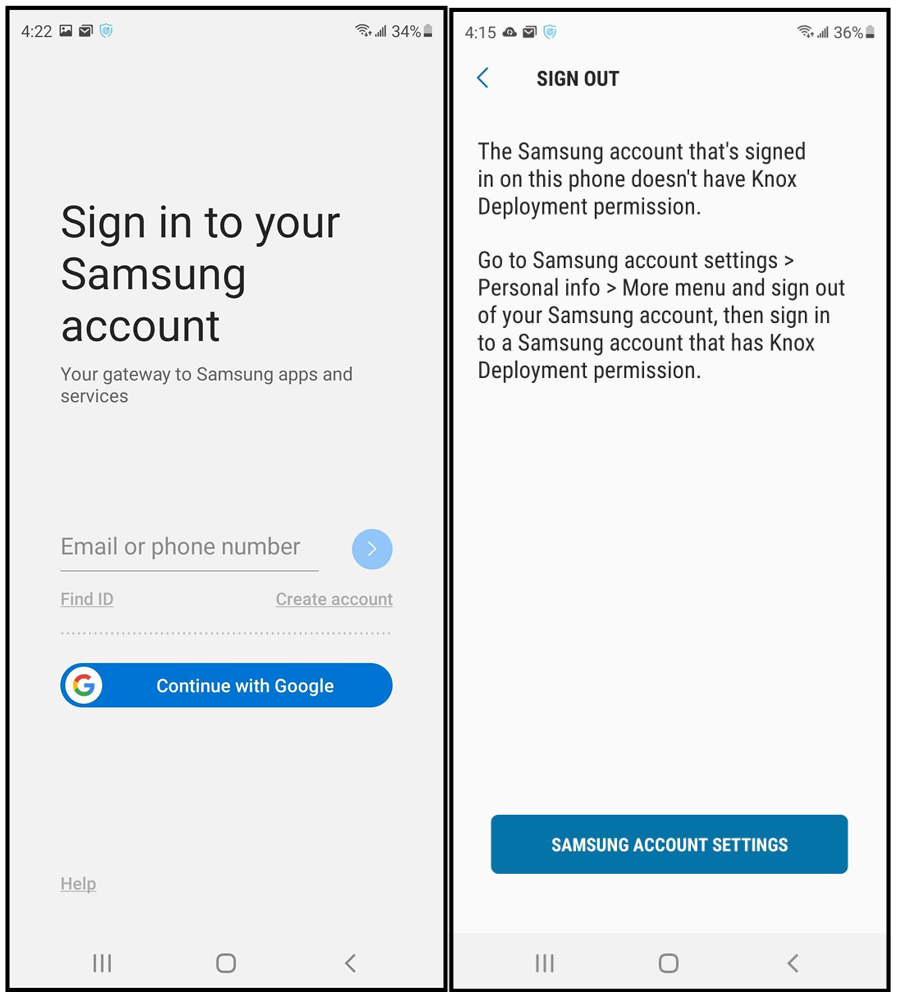 4:22
34%
Sign in to your
Samsung
account
Your gateway to Samsung apps and
services
Email or phone number
Find ID
Create account
Continue with Google
Help
4:15
36%
SIGN OUT
The Samsung account that's signed
in on this phone doesn't have Knox
Deployment permission.
Go to Samsung account settings >
Personal info > More menu and sign out
of your Samsung account, then sign in
to a Samsung account that has Knox
Deployment permission.
SAMSUNG ACCOUNT SETTINGS